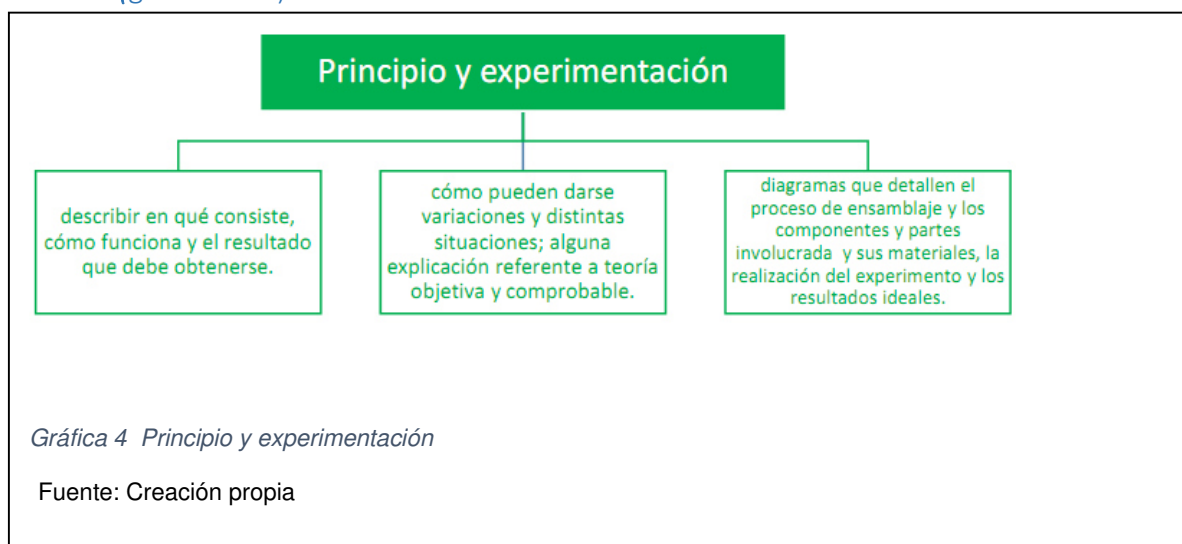 Principio y experimentación
describir en qué consiste,
cómo funciona y el resultado
que debe obtenerse.
cómo pueden darse
variaciones y distintas
situaciones; alguna
explicación referente a teoría
objetiva y comprobable.
diagramas que detallen el
proceso de ensamblaje y los
componentes y partes
involucrada y sus materiales, la
realización del experimento y los
resultados ideales.
Gráfica 4 Principio y experimentación
Fuente: Creación propia